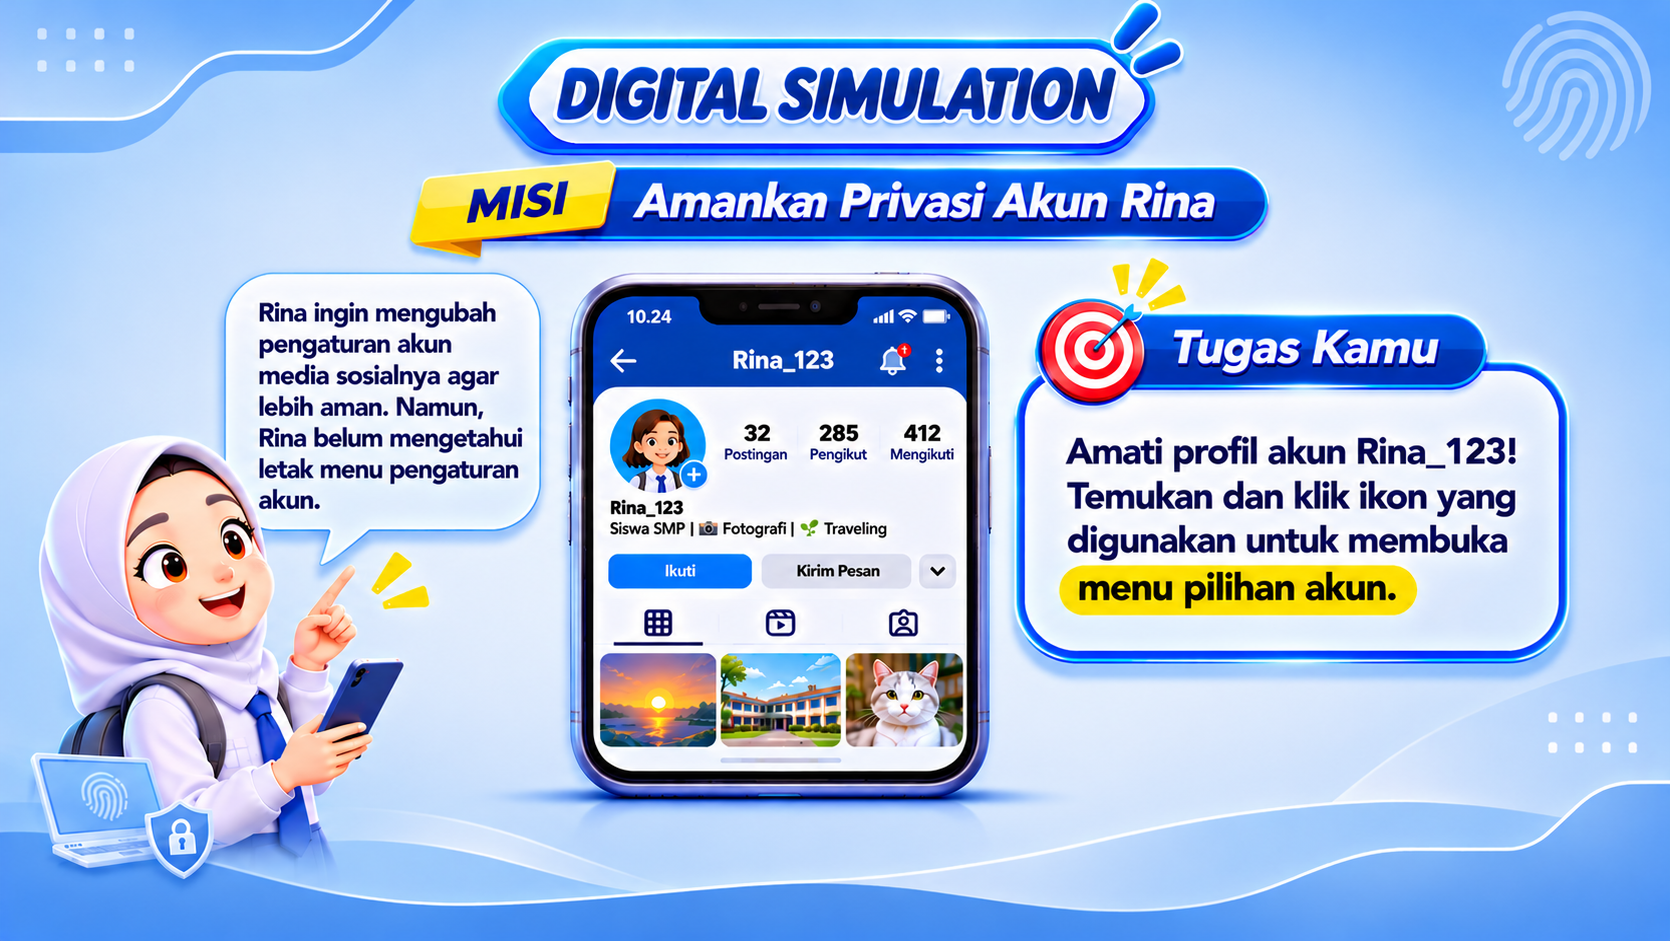 DIGITAL SIMULATION
MISI
Amankan Privasi Akun Rina
Rina ingin mengubah
pengaturan akun
media sosialnya agar
lebih aman. Namun,
Rina belum mengetahui
letak menu pengaturan
akun.
10.24
Rina_123
32
Postingan
285
Pengikut
412
Mengikuti
Rina_123
Siswa SMP | Fotografi | Traveling
Ikuti
Kirim Pesan
Tugas Kamu
Amati profil akun Rina_123!
Temukan dan klik ikon yang
digunakan untuk membuka
menu pilihan akun.